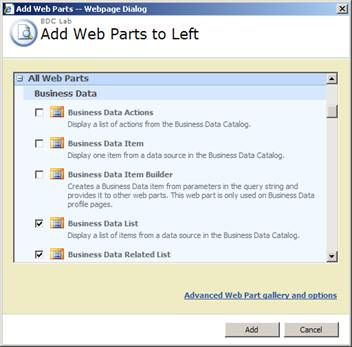 Add Web Parts -- Webpage Dialog
BDC Lab
Add Web Parts to Left
All Web Parts
Business Data
Business Data Actions
Display a list of actions from the Business Data Catalog.
Business Data Item
Display one item from a data source in the Business Data Catalog.
Business Data Item Builder
Creates a Business Data item from parameters in the query string and
provides it to other web parts. This web part is only used on Business Data
profile pages.
Business Data List
Display a list of items from a data source in the Business Data Catalog.
Business Data Related List
Advanced Web Part gallery and options
Add
Cancel